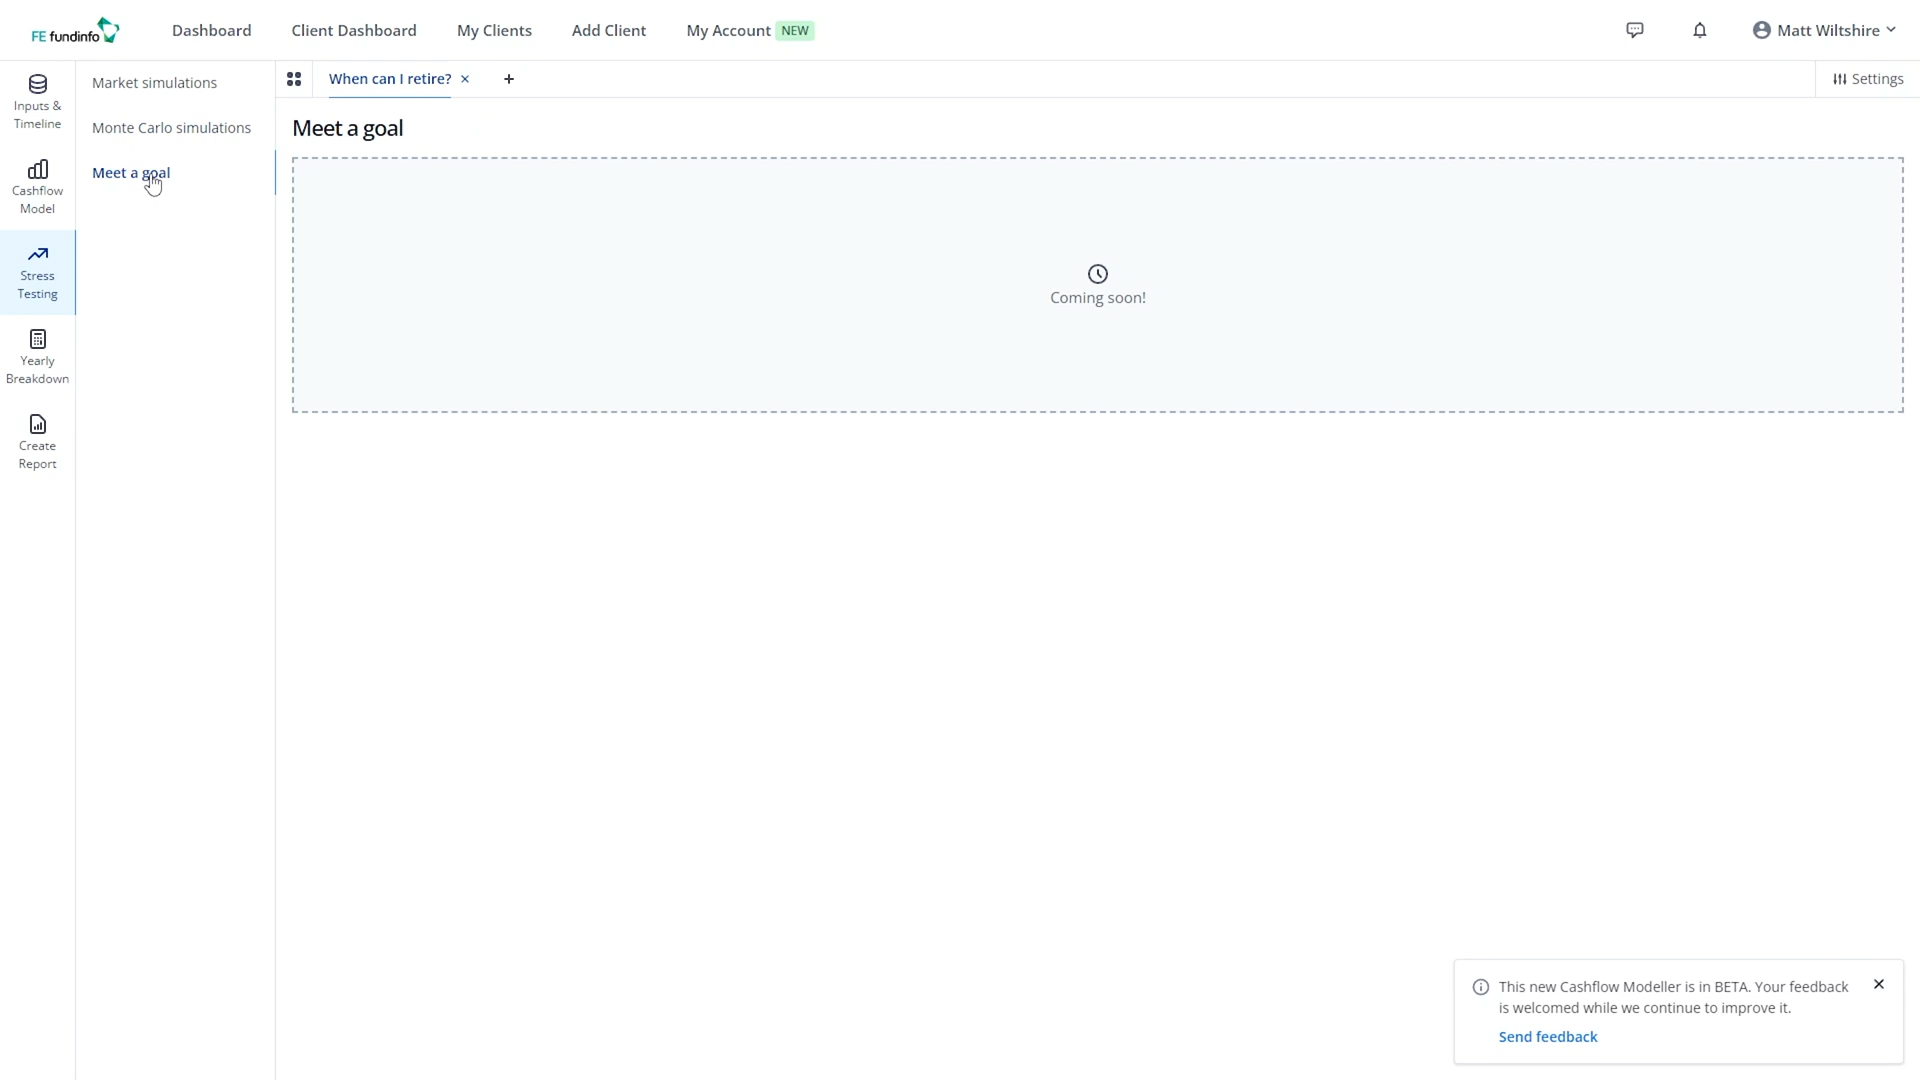 FE fundinfo
Dashboard
Client Dashboard
My Clients
Add Client
My Account NEW
Matt Wiltshire
Inputs &
Timeline
Cashflow
Model
Stress
Testing
Yearly
Breakdown
Create
Report
Market simulations
Monte Carlo simulations
Meet a goal
When can I retire?
Settings
Meet a goal
Coming soon!
This new Cashflow Modeller is in BETA. Your feedback
is welcomed while we continue to improve it.
Send feedback